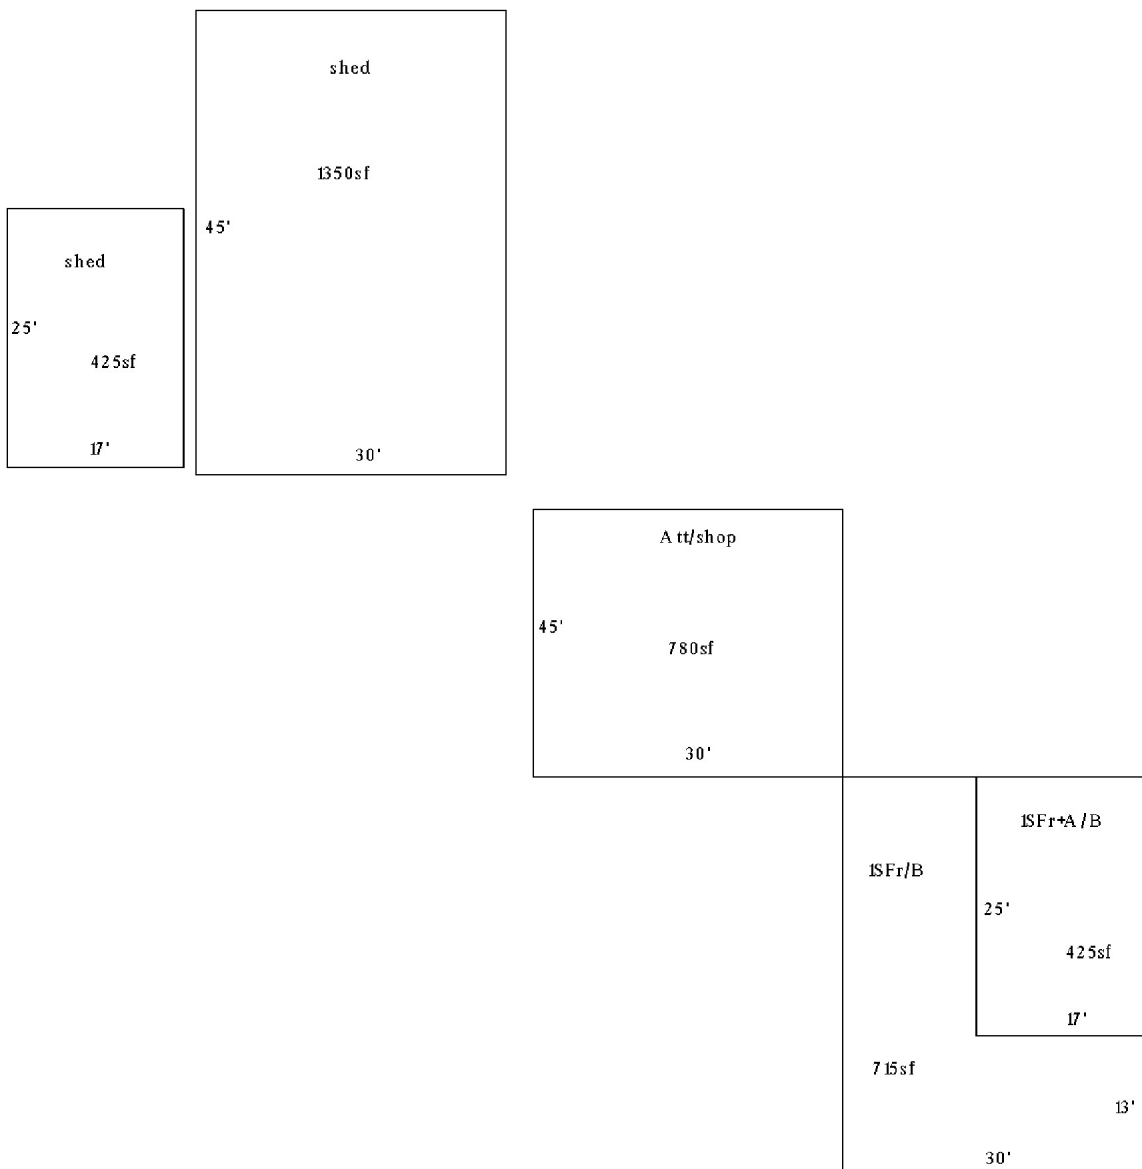 shed
1350sf
45'
30'
shed
25'
425sf
17'
Att/shop
45'
780sf
30'
1SFr/B
715sf
1SFr+A/B
25'
425sf
17'
13'
30'